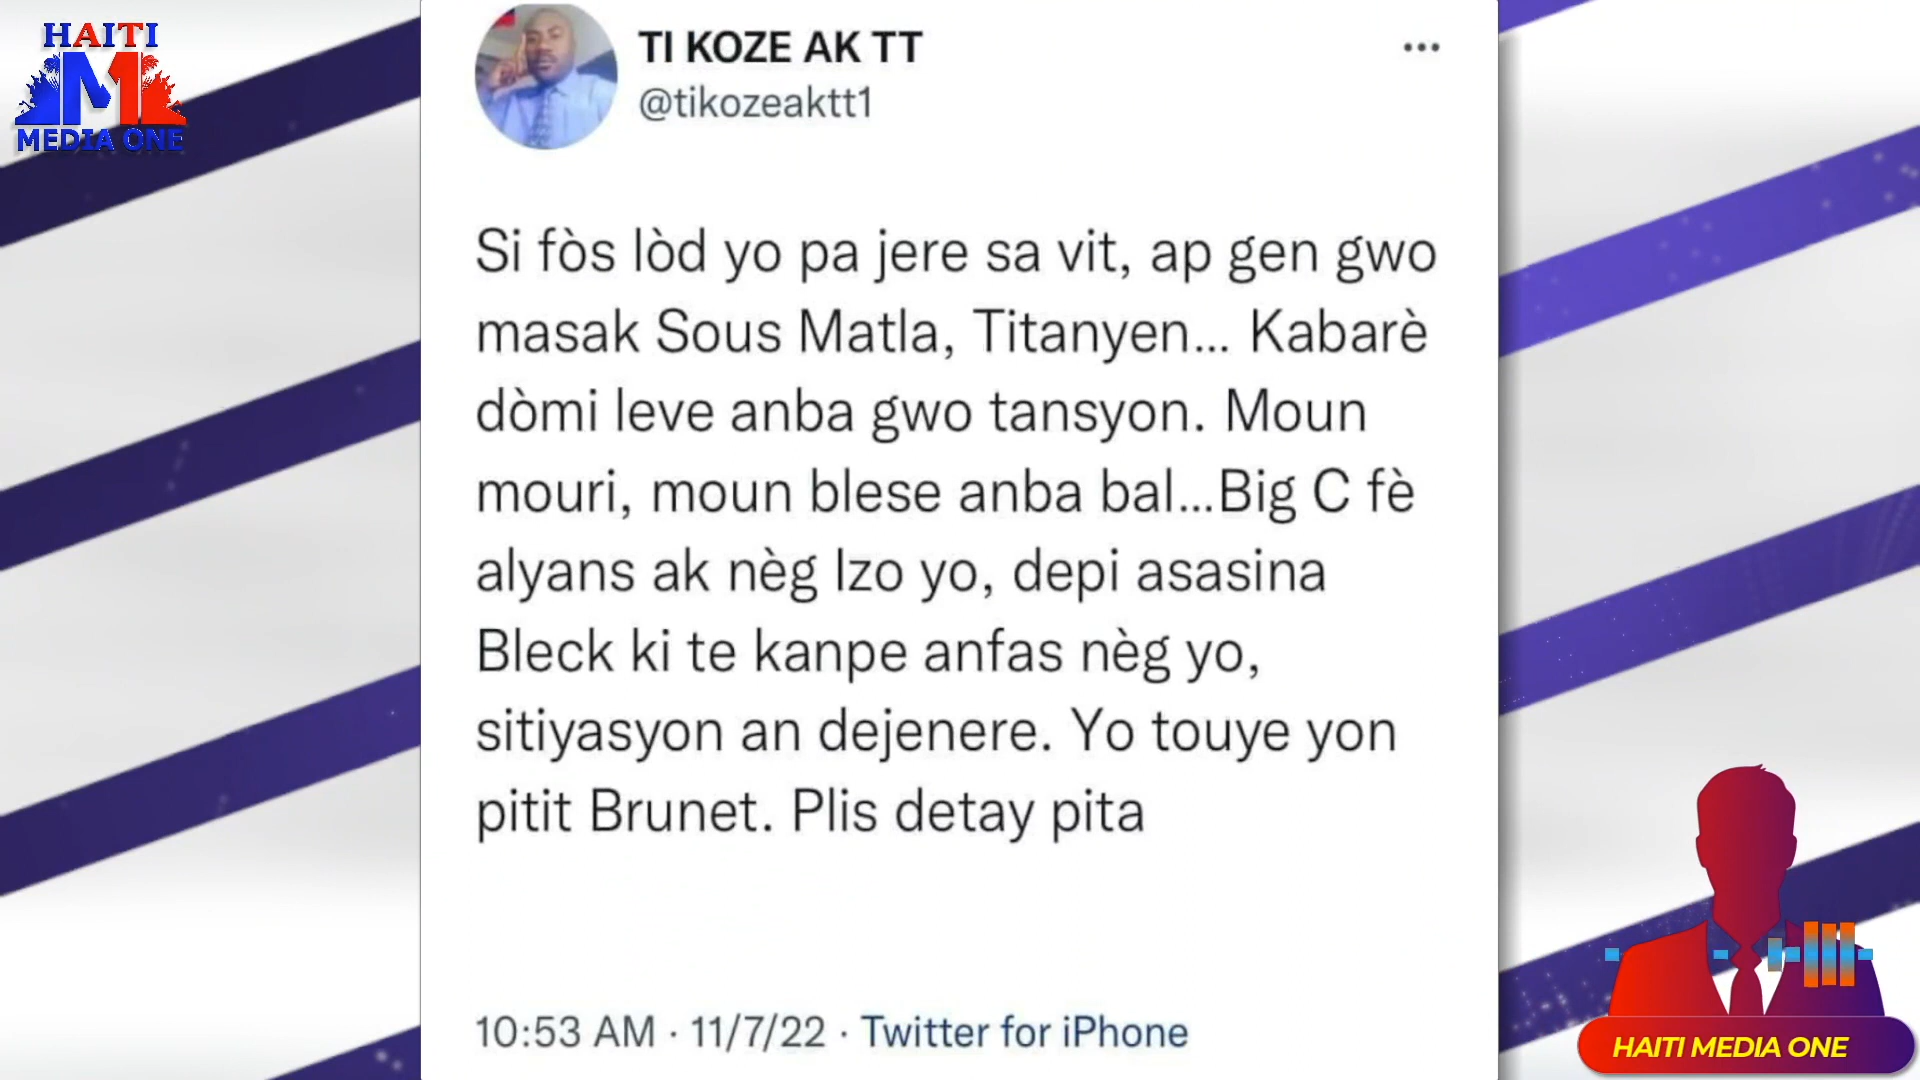 HAITI
M1
MEDIA ONE
TI KOZE AK TT
@tikozeaktt1
Si fòs lòd yo pa jere sa vit, ap gen gwo
masak Sous Matla, Titanyen... Kabarè
dòmi leve anba gwo tansyon. Moun
mouri, moun blese anba bal...Big C fè
alyans ak nèg Izo yo, depi asasina
Bleck ki te kanpe anfas nèg yo,
sitiyasyon an dejenere. Yo touye yon
pitit Brunet. Plis detay pita
10:53 AM · 11/7/22 · Twitter for iPhone
HAITI MEDIA ONE